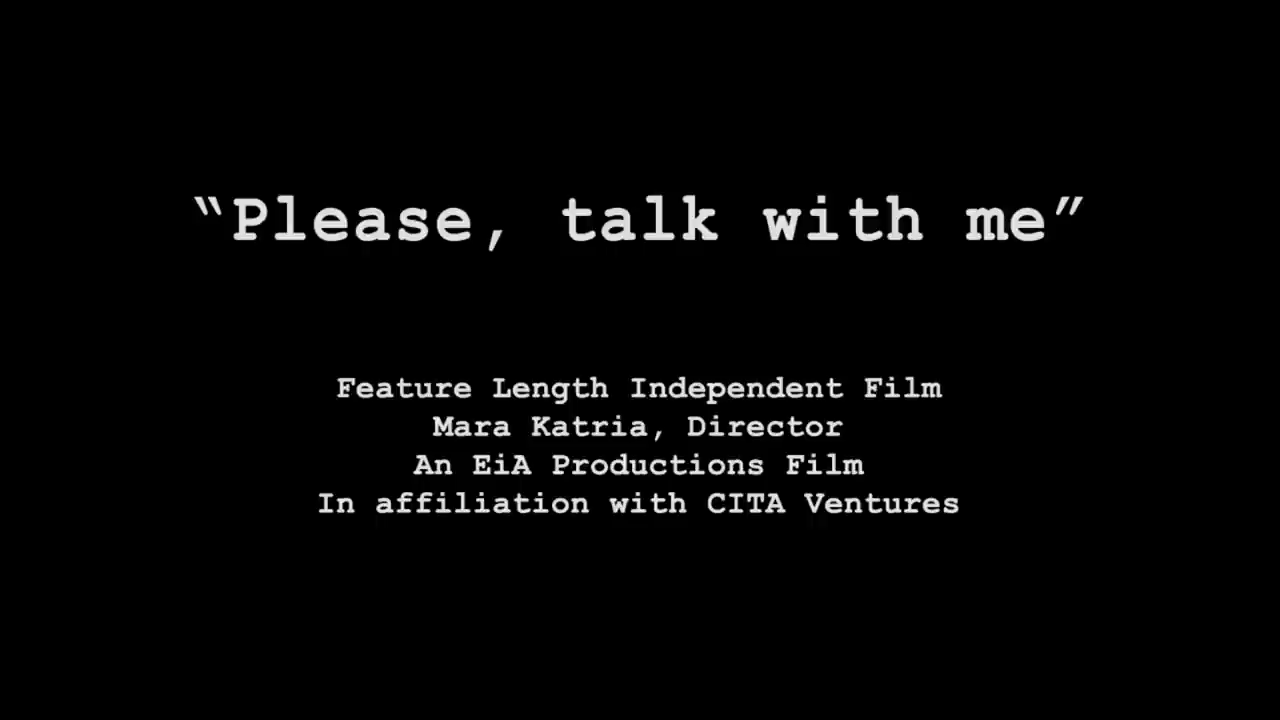 “Please, talk with me”
Feature Length Independent Film
Mara Katria, Director
An EiA Productions Film
In affiliation with CITA Ventures